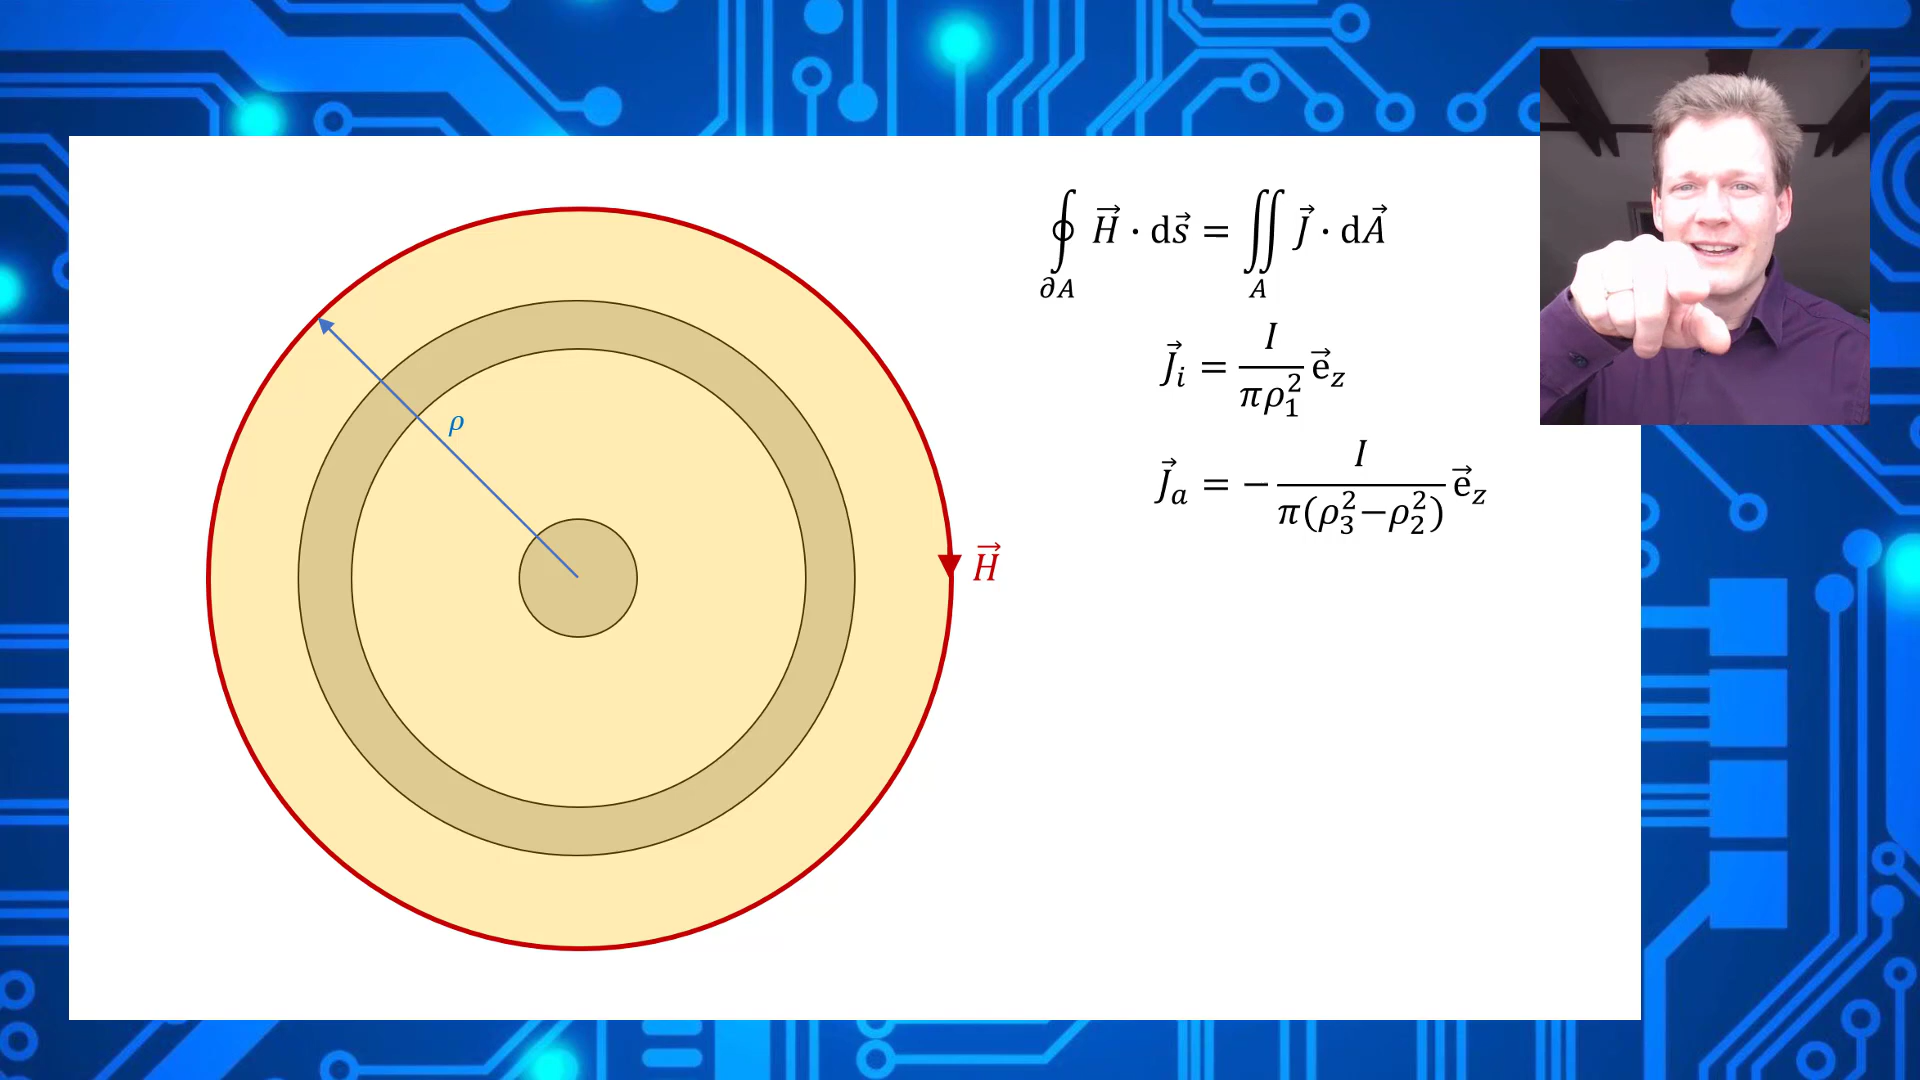 ∮_{∂A} H⃗ · ds⃗ = ∬_A J⃗ · dA⃗
J⃗_i = I/(πρ_1^2) e⃗_z
ρ
J⃗_a = − I/(π(ρ_3^2−ρ_2^2)) e⃗_z
H⃗